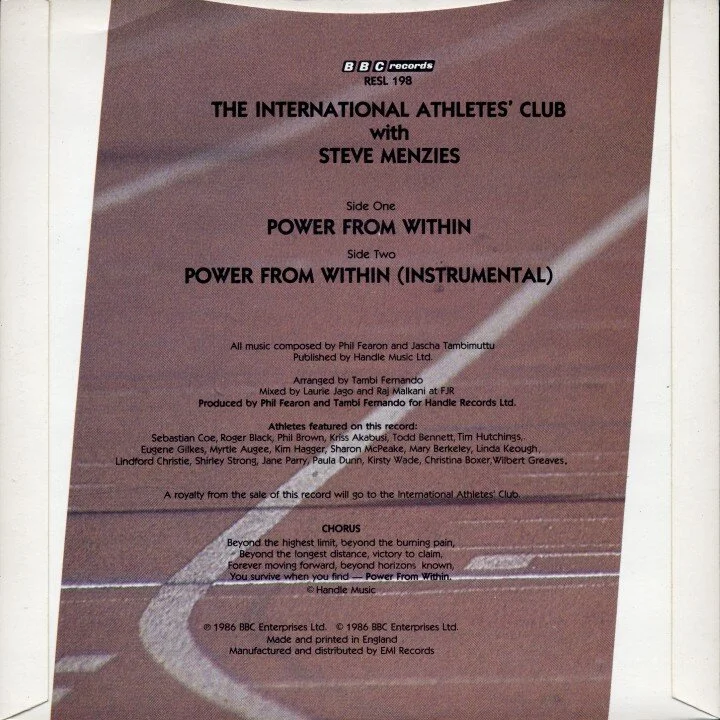 BBC records
RESL 198
THE INTERNATIONAL ATHLETES' CLUB
with
STEVE MENZIES
Side One
POWER FROM WITHIN
Side Two
POWER FROM WITHIN (INSTRUMENTAL)
All music composed by Phil Fearon and Jascha Tambimuttu
Published by Handle Music Ltd.
Arranged by Tambi Fernando
Mixed by Laurie Jago and Raj Malkani at FJR
Produced by Phil Fearon and Tambi Fernando for Handle Records Ltd.
Athletes featured on this record:
Sebastian Coe, Roger Black, Phil Brown, Kriss Akabusi, Todd Bennett, Tim Hutchings,
Eugene Gilkes, Myrtie Augee, Kim Hagger, Sharon McPeake, Mary Berkeley, Linda Keough,
Lindford Christie, Shirley Strong, Jane Parry, Paula Dunn, Kirsty Wade, Christina Boxer, Wilbert Greaves.
A royalty from the sale of this record will go to the International Athletes' Club
CHORUS
Beyond the highest limit, beyond the burning pain,
Beyond the longest distance, victory to claim,
Forever moving forward, beyond horizons known,
You survive when you find — Power From Within.
© Handle Music
℗ 1986 BBC Enterprises Ltd. © 1986 BBC Enterprises Ltd.
Made and printed in England
Manufactured and distributed by EMI Records